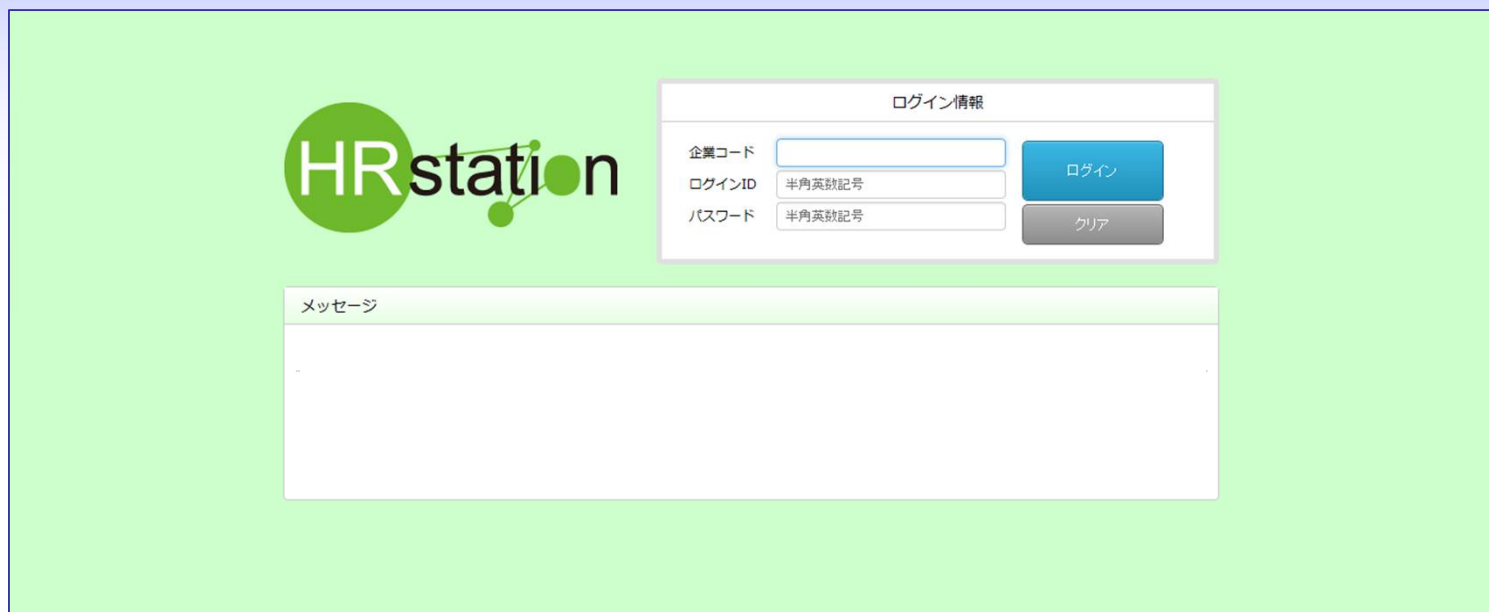 HRstation
ログイン情報
企業コード
ログインID 半角英数記号
パスワード 半角英数記号
ログイン
クリア
メッセージ